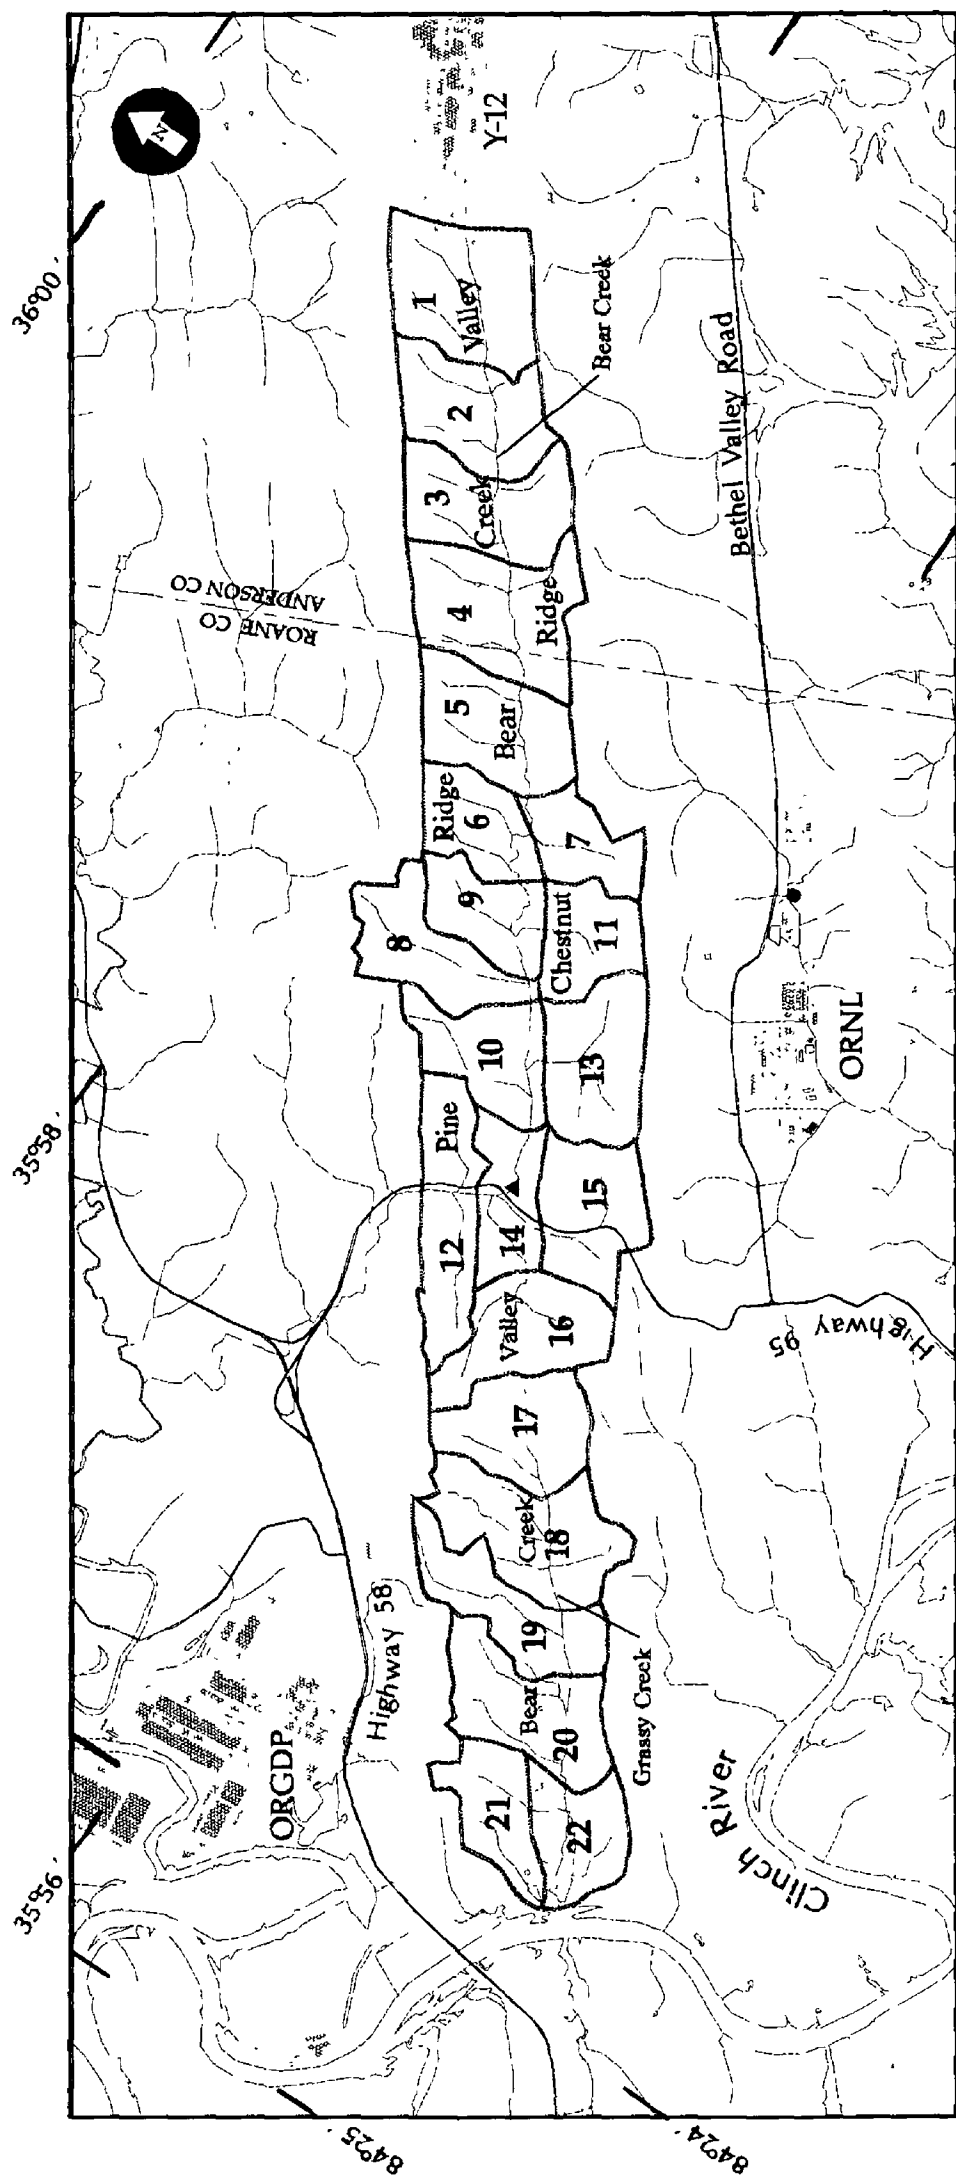 N
Y-12
36°00'
1
Valley
Bear Creek
2
Bethel Valley Road
3
Creek
ANDERSON CO
ROANE CO
4
Ridge
5
Bear
Ridge
6
7
9
8
Chestnut
11
10
13
ORNL
35°58'
Pine
12
14
15
Valley
16
Highway 95
17
Creek
18
Highway 58
19
Grassy Creek
ORGDP
Bear
20
21
22
Clinch River
35°56'
84°25'
84°24'